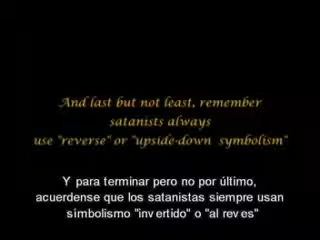 And last but not least, remember
satanists always
use "reverse" or "upside-down symbolism"
Y para terminar pero no por último,
acuerdense que los satanistas siempre usan
símbolismo "invertido" o "al reves"